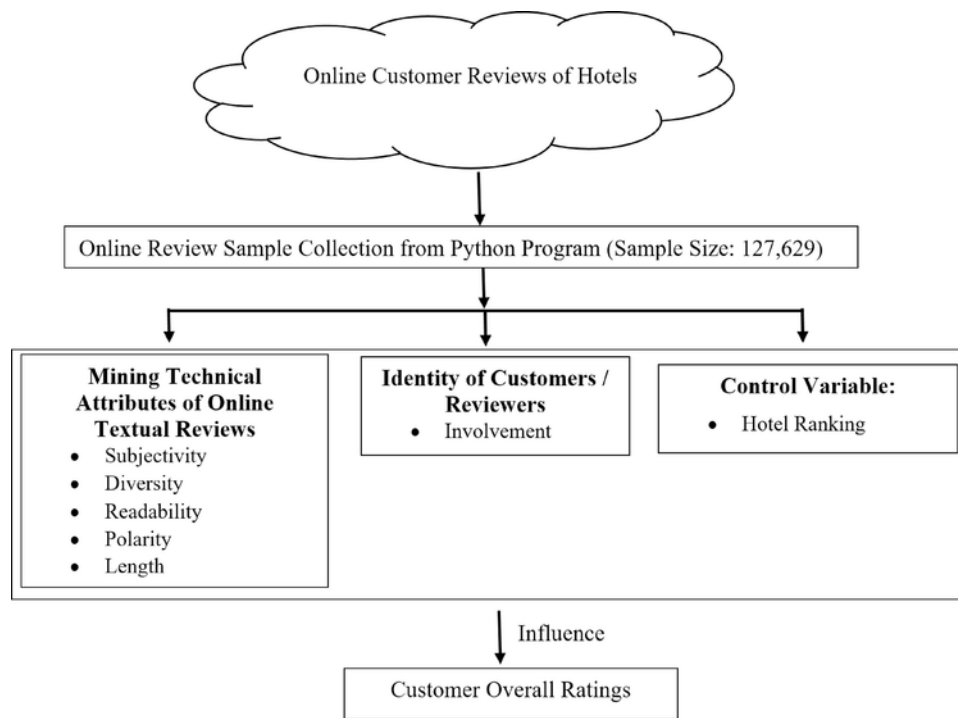 Online Customer Reviews of Hotels
Online Review Sample Collection from Python Program (Sample Size: 127,629)
Mining Technical
Attributes of Online
Textual Reviews
• Subjectivity
• Diversity
• Readability
• Polarity
• Length
Identity of Customers /
Reviewers
• Involvement
Control Variable:
• Hotel Ranking
Influence
Customer Overall Ratings